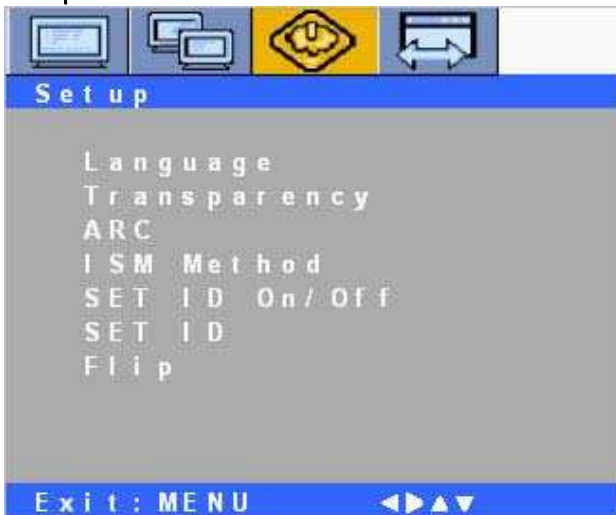 Setup
Language
Transparency
ARC
ISM Method
SET ID On/Off
SET ID
Flip
Exit: MENU ◀▶▲▼